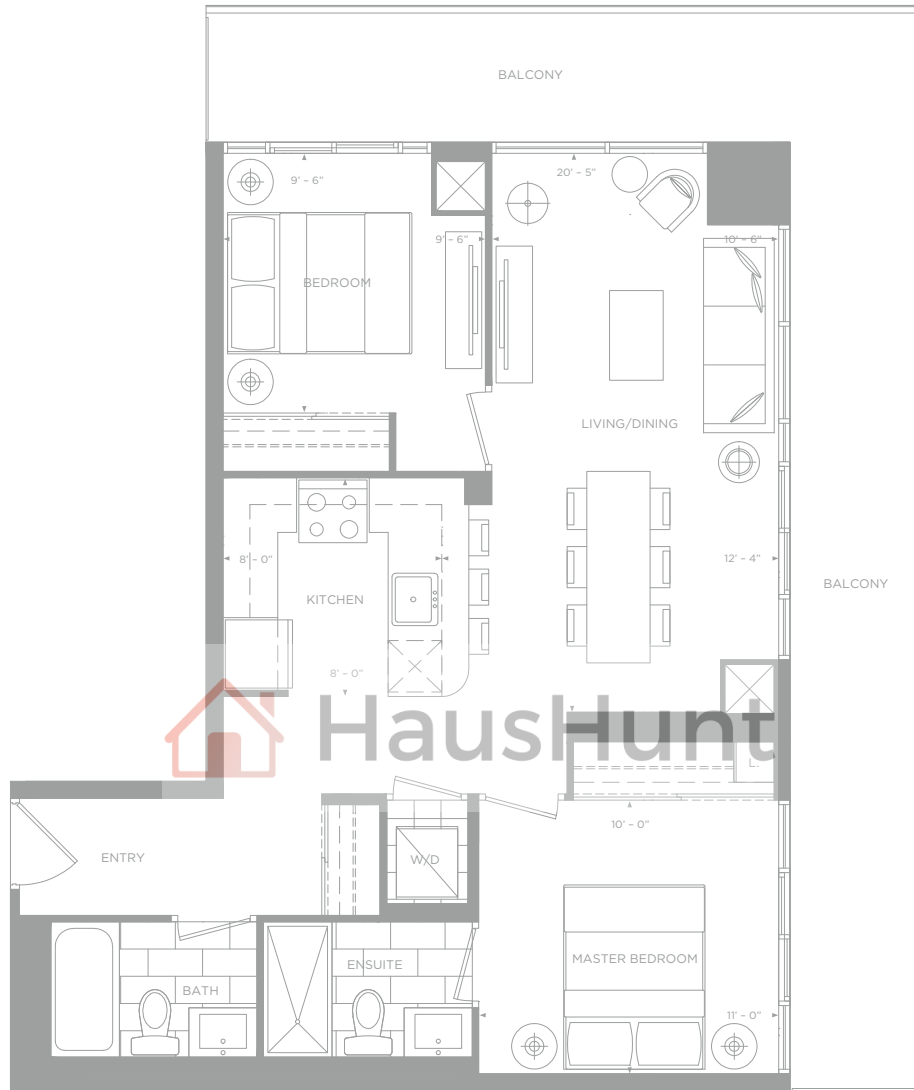 BALCONY
9' - 6"
20' - 5"
9' - 6"
10' - 6"
BEDROOM
LIVING/DINING
8' - 0"
12' - 4"
BALCONY
KITCHEN
8' - 0"
HausHunt
10' - 0"
ENTRY
W/D
MASTER BEDROOM
ENSUITE
BATH
11' - 0"